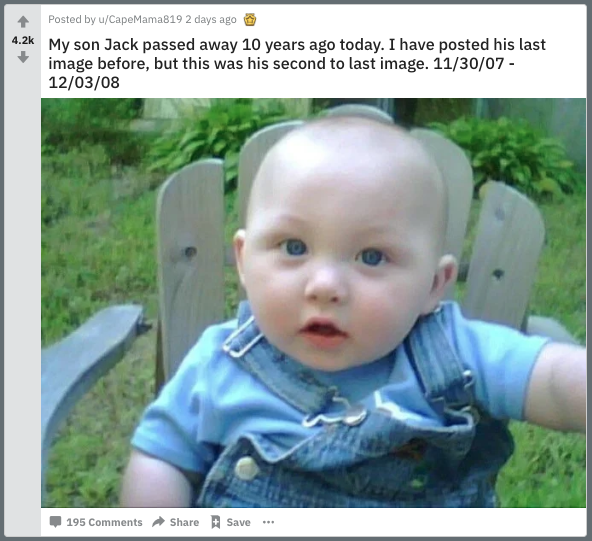 Posted by u/CapeMama819 2 days ago
4.2k
My son Jack passed away 10 years ago today. I have posted his last
image before, but this was his second to last image. 11/30/07 -
12/03/08
195 Comments Share Save ...